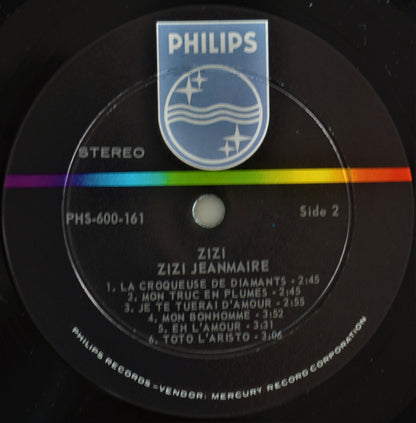 PHILIPS
STEREO
PHS-600-161
Side 2
ZIZI
ZIZI JEANMAIRE
1. LA CROQUEUSE DE DIAMANTS - 2:45
2. MON TRUC EN PLUMES - 2:45
3. JE TE TUERAI D'AMOUR - 2:55
4. MON BONHOMME - 3:52
5. EH L'AMOUR - 3:31
6. TOTO L'ARISTO - 3:06
PHILIPS RECORDS=VENDOR: MERCURY RECORD CORPORATION